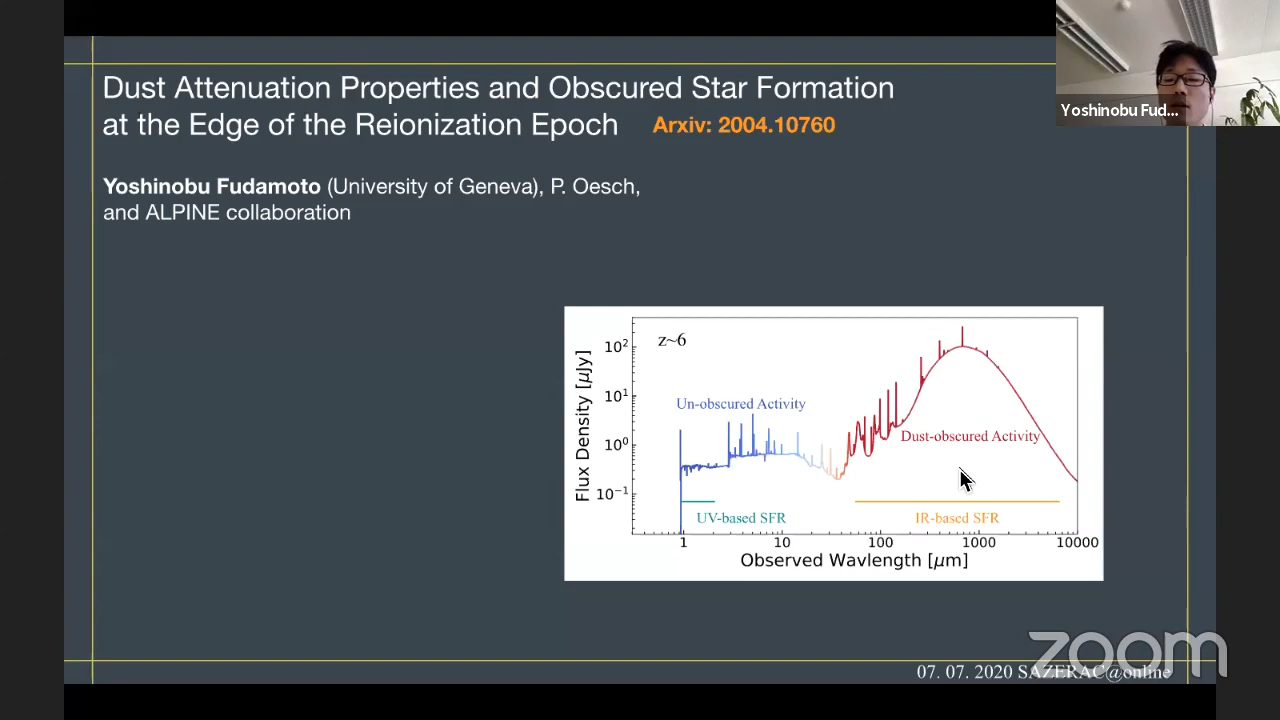 Dust Attenuation Properties and Obscured Star Formation
at the Edge of the Reionization Epoch Arxiv: 2004.10760
Yoshinobu Fud...
Yoshinobu Fudamoto (University of Geneva), P. Oesch,
and ALPINE collaboration
z~6
10²
10¹
10⁰
10⁻¹
Flux Density [μJy]
Un-obscured Activity
Dust-obscured Activity
UV-based SFR
IR-based SFR
1 10 100 1000 10000
Observed Wavlength [μm]
zoom
07. 07. 2020 SAZERAC@online